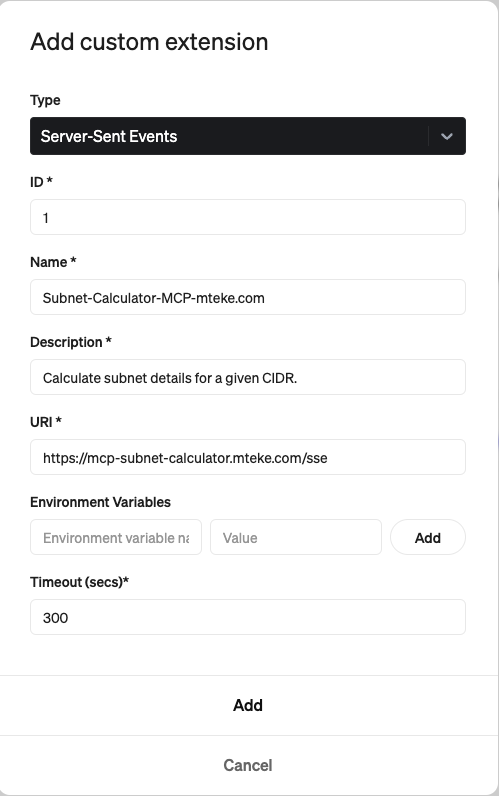 Add custom extension
Type
Server-Sent Events
ID *
1
Name *
Subnet-Calculator-MCP-mteke.com
Description *
Calculate subnet details for a given CIDR.
URI *
https://mcp-subnet-calculator.mteke.com/sse
Environment Variables
Environment variable na Value Add
Timeout (secs)*
300
Add
Cancel